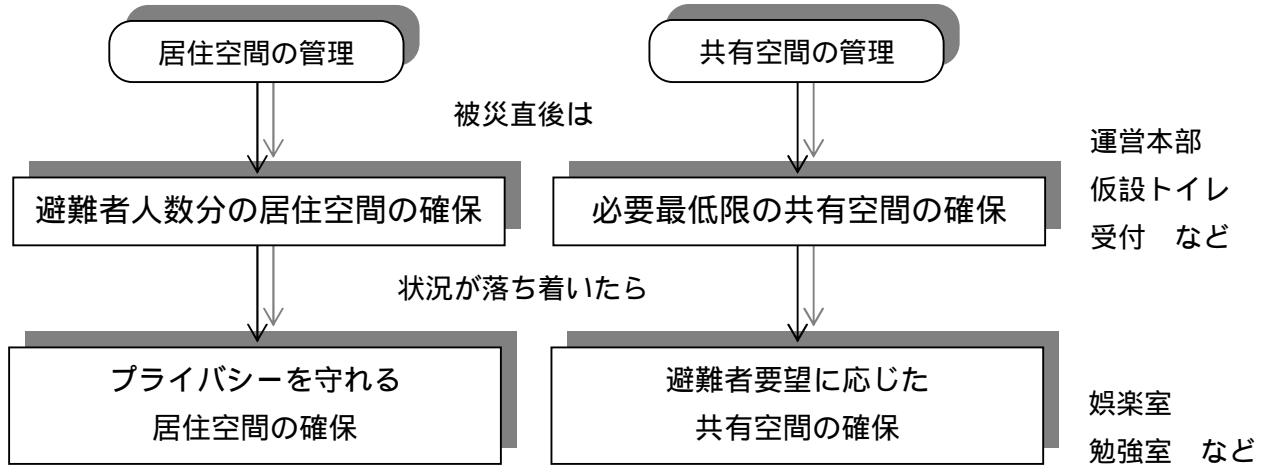 居住空間の管理
共有空間の管理
被災直後は
避難者人数分の居住空間の確保
必要最低限の共有空間の確保
運営本部
仮設トイレ
受付　など
状況が落ち着いたら
プライバシーを守れる
居住空間の確保
避難者要望に応じた
共有空間の確保
娯楽室
勉強室　など